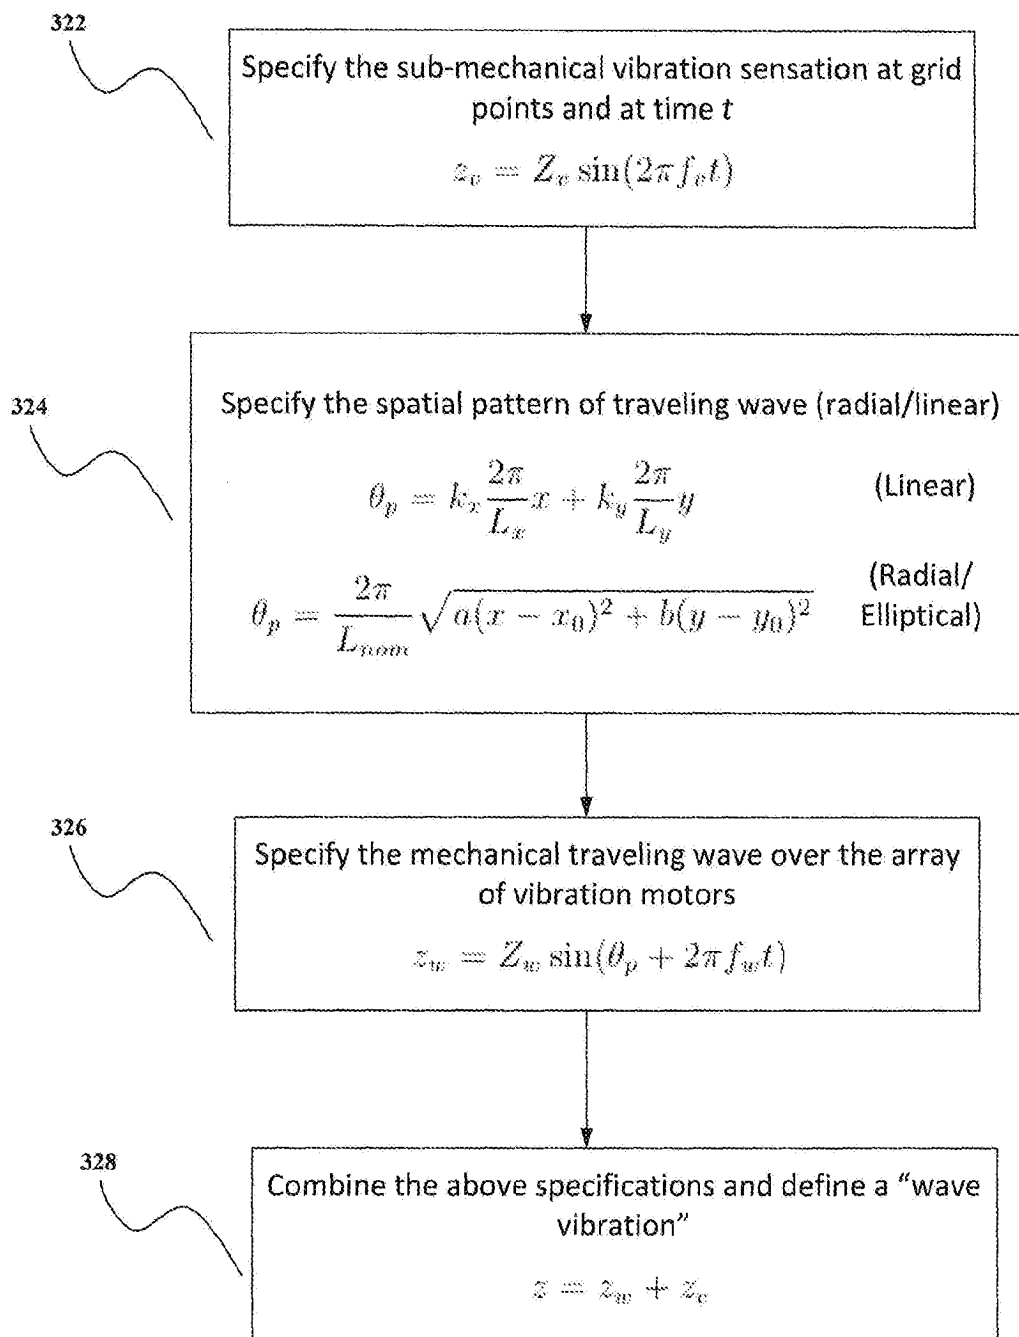 322
Specify the sub-mechanical vibration sensation at grid
points and at time t
z_v = Z_v sin(2πf_v t)
324
Specify the spatial pattern of traveling wave (radial/linear)
θ_p = k_x 2π/L_x x + k_y 2π/L_y y (Linear)
θ_p = 2π/L_nom √(a(x − x_0)² + b(y − y_0)²) (Radial/
Elliptical)
326
Specify the mechanical traveling wave over the array
of vibration motors
z_w = Z_w sin(θ_p + 2πf_w t)
328
Combine the above specifications and define a “wave
vibration”
z = z_w + z_v